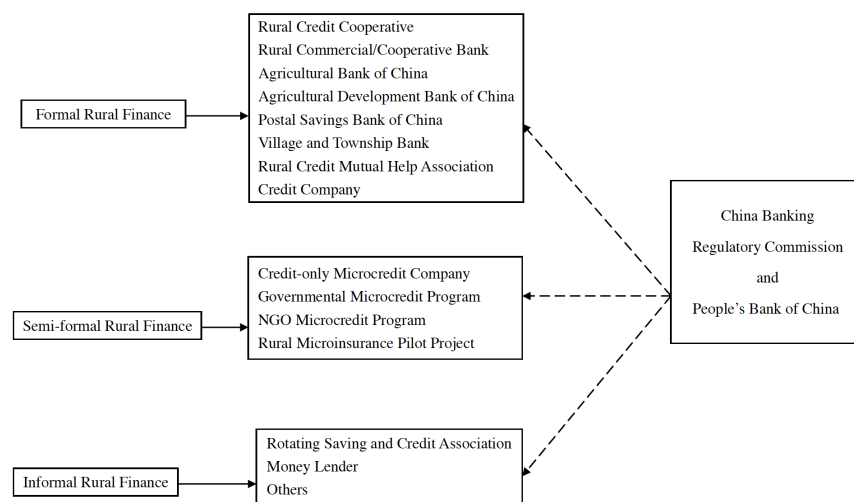 Formal Rural Finance
Rural Credit Cooperative
Rural Commercial/Cooperative Bank
Agricultural Bank of China
Agricultural Development Bank of China
Postal Savings Bank of China
Village and Township Bank
Rural Credit Mutual Help Association
Credit Company
Semi-formal Rural Finance
Credit-only Microcredit Company
Governmental Microcredit Program
NGO Microcredit Program
Rural Microinsurance Pilot Project
Informal Rural Finance
Rotating Saving and Credit Association
Money Lender
Others
China Banking
Regulatory Commission
and
People's Bank of China